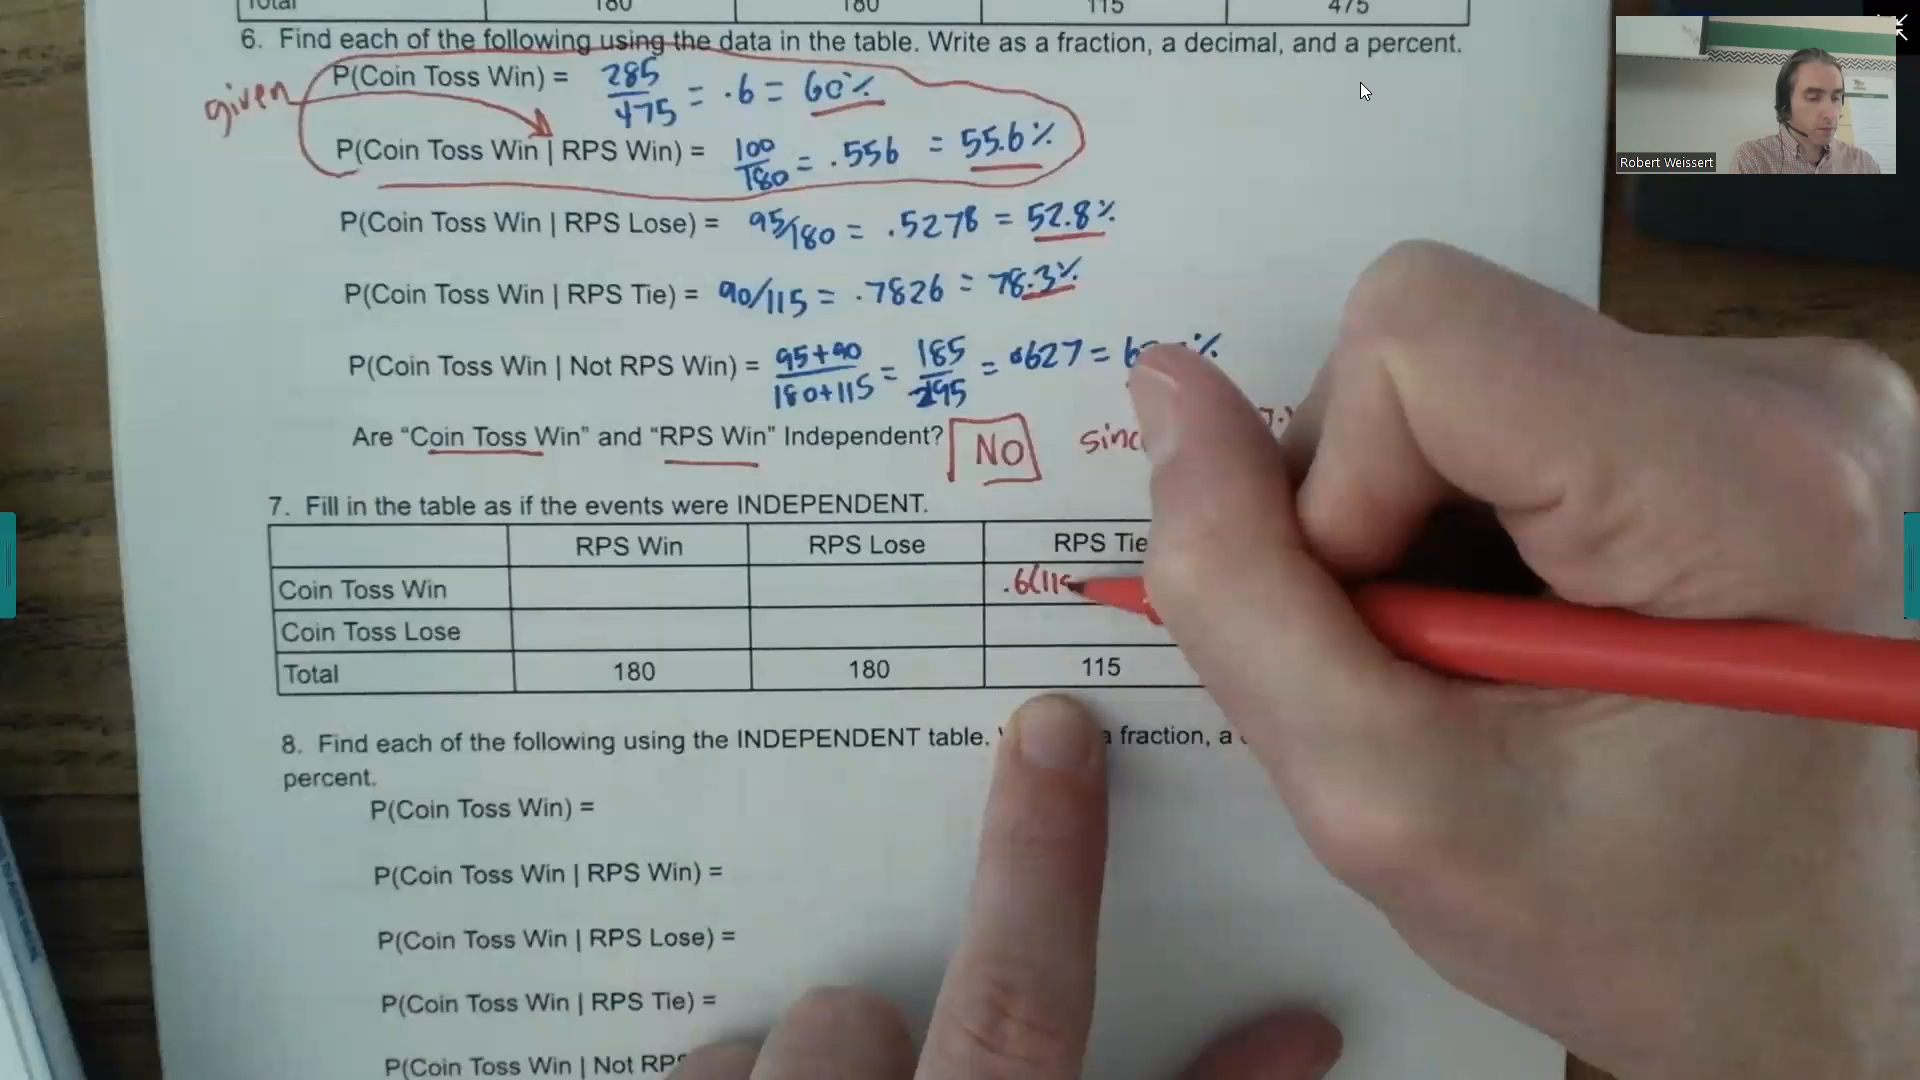 Total 180 180 115 475
6. Find each of the following using the data in the table. Write as a fraction, a decimal, and a percent.
given
P(Coin Toss Win) = 285/475 = .6 = 60%
P(Coin Toss Win | RPS Win) = 100/180 = .556 = 55.6%
P(Coin Toss Win | RPS Lose) = 95/180 = .5278 = 52.8%
P(Coin Toss Win | RPS Tie) = 90/115 = .7826 = 78.3%
P(Coin Toss Win | Not RPS Win) = 95+90/180+115 = 185/295 = .627 = %
Are “Coin Toss Win” and “RPS Win” Independent? NO
7. Fill in the table as if the events were INDEPENDENT.
RPS Win RPS Lose RPS Tie
Coin Toss Win .6(115
Coin Toss Lose
Total 180 180 115
8. Find each of the following using the INDEPENDENT table. a fraction, a
percent.
P(Coin Toss Win) =
P(Coin Toss Win | RPS Win) =
P(Coin Toss Win | RPS Lose) =
P(Coin Toss Win | RPS Tie) =
P(Coin Toss Win | Not
Robert Weissert